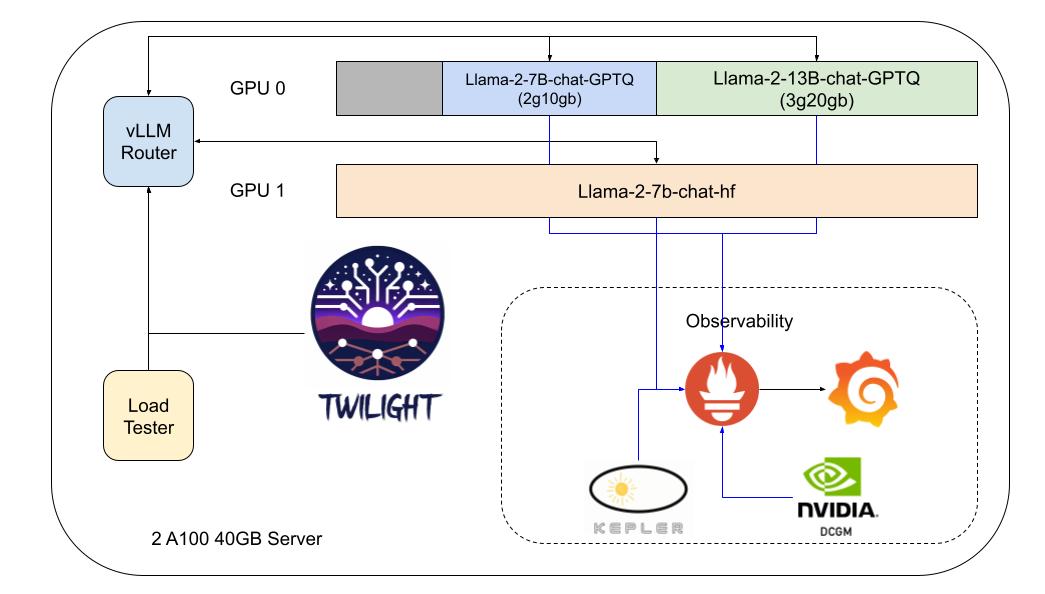 GPU 0
Llama-2-7B-chat-GPTQ
(2g10gb)
Llama-2-13B-chat-GPTQ
(3g20gb)
vLLM
Router
GPU 1
Llama-2-7b-chat-hf
TWILIGHT
Observability
Load
Tester
KEPLER
NVIDIA.
DCGM
2 A100 40GB Server